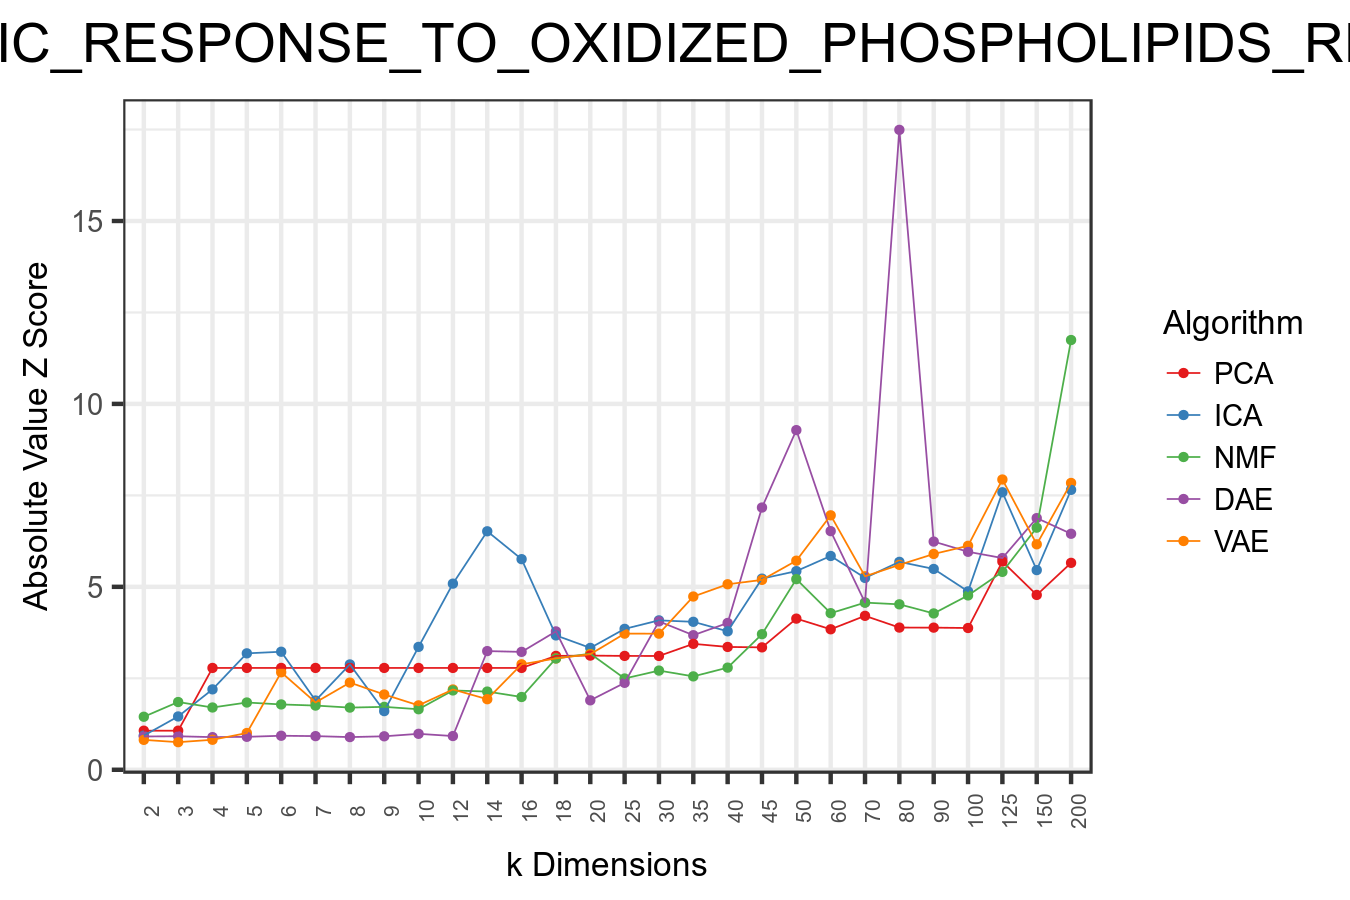 IC_RESPONSE_TO_OXIDIZED_PHOSPHOLIPIDS_RE
Absolute Value Z Score
15
10
5
0
2 3 4 5 6 7 8 9 10 12 14 16 18 20 25 30 35 40 45 50 60 70 80 90 100 125 150 200
k Dimensions
Algorithm
PCA
ICA
NMF
DAE
VAE